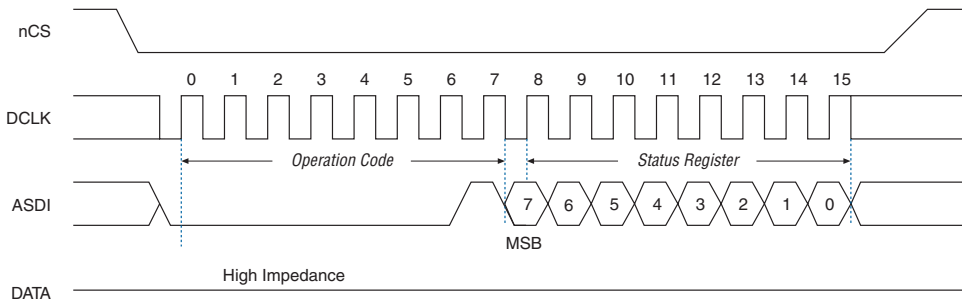 nCS
0 1 2 3 4 5 6 7 8 9 10 11 12 13 14 15
DCLK
Operation Code Status Register
ASDI
7 6 5 4 3 2 1 0
MSB
High Impedance
DATA